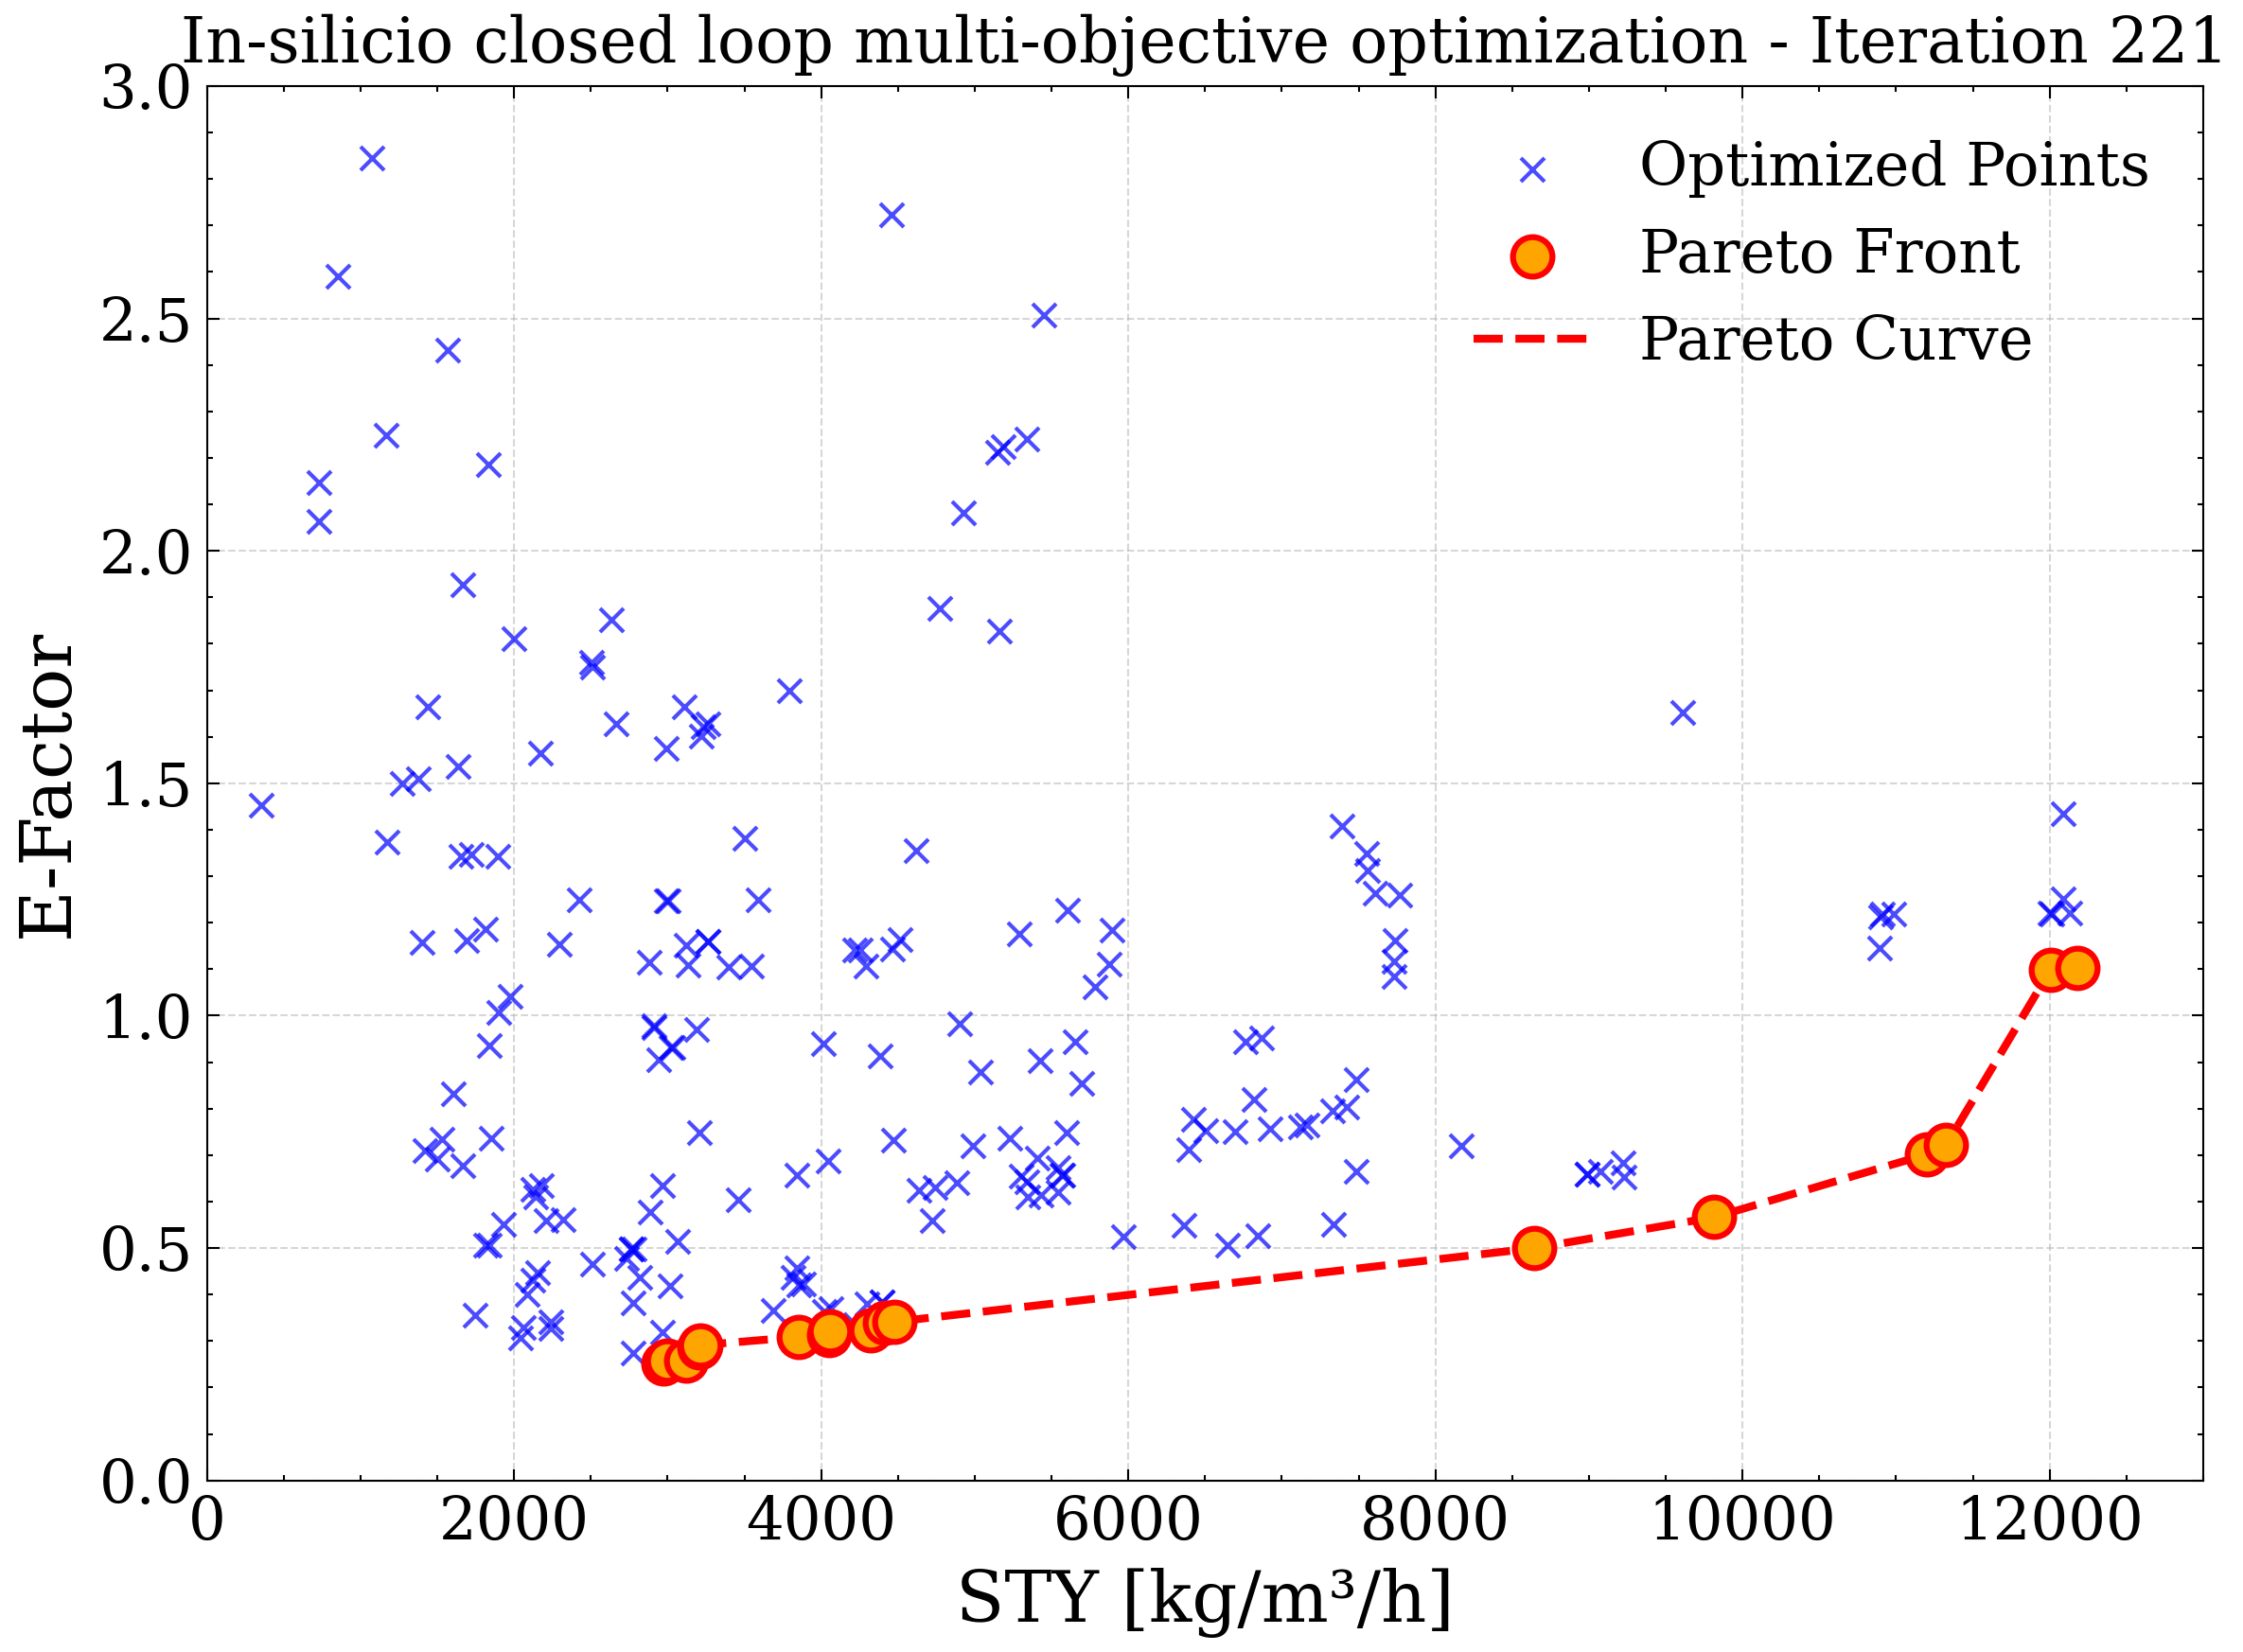 In-silicio closed loop multi-objective optimization - Iteration 221
3.0
2.5
2.0
1.5
1.0
0.5
0.0
E-Factor
Optimized Points
Pareto Front
Pareto Curve
0 2000 4000 6000 8000 10000 12000
STY [kg/m³/h]